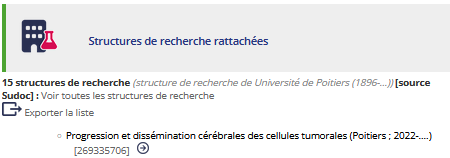 Structures de recherche rattachées
15 structures de recherche (structure de recherche de Université de Poitiers (1896-...)) [source
Sudoc] : Voir toutes les structures de recherche
Exporter la liste
Progression et dissémination cérébrales des cellules tumorales (Poitiers ; 2022-....)
[269335706]